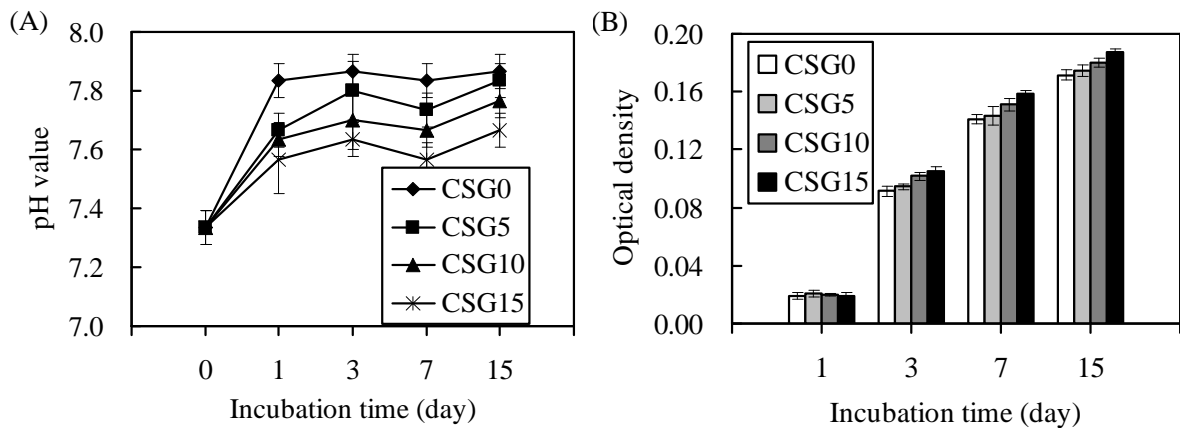 (A)
8.0
7.8
7.6
7.4
7.2
7.0
pH value
CSG0
CSG5
CSG10
CSG15
0 1 3 7 15
Incubation time (day)
(B)
0.20
0.16
0.12
0.08
0.04
0.00
Optical density
CSG0
CSG5
CSG10
CSG15
1 3 7 15
Incubation time (day)